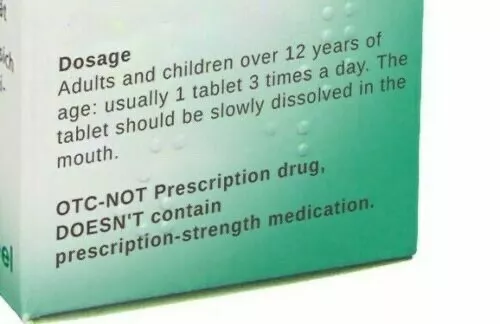 Dosage
Adults and children over 12 years of
age: usually 1 tablet 3 times a day. The
tablet should be slowly dissolved in the
mouth.
OTC-NOT Prescription drug,
DOESN'T contain
prescription-strength medication.